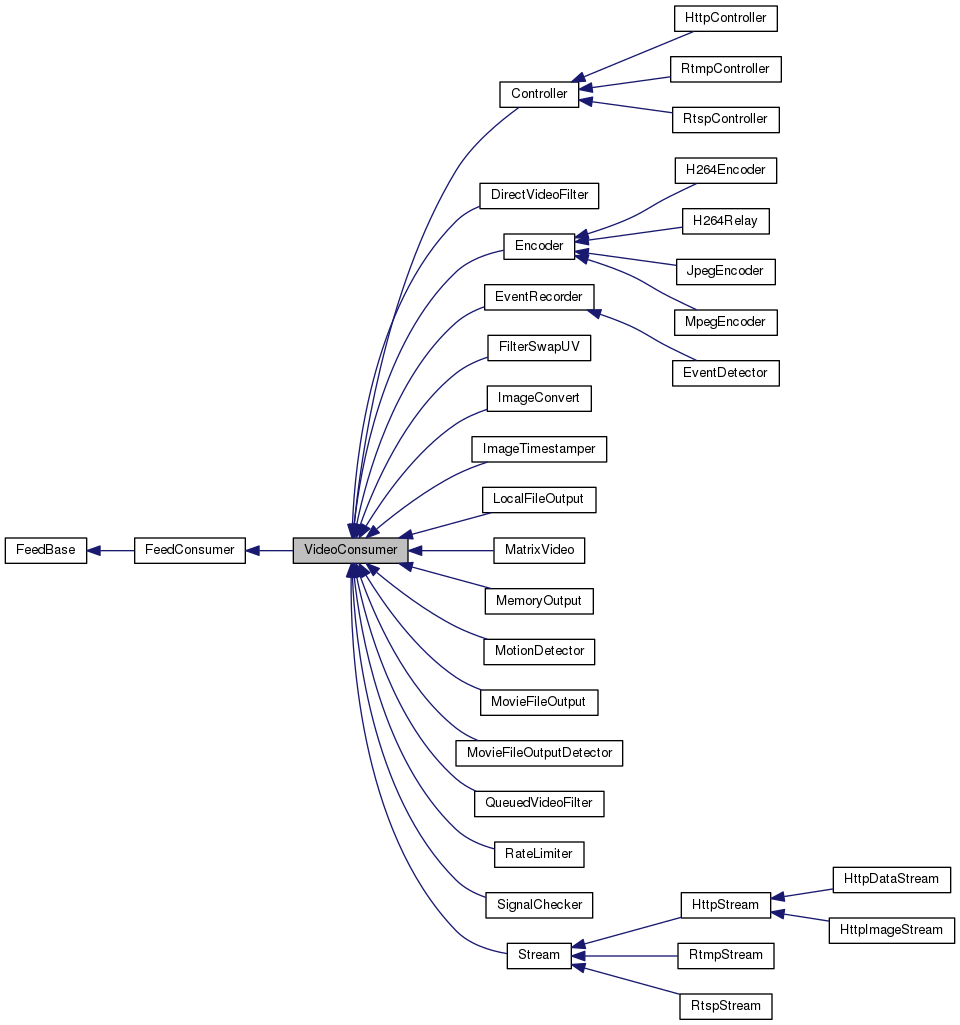 HttpController
RtmpController
Controller
RtspController
H264Encoder
DirectVideoFilter
H264Relay
Encoder
JpegEncoder
EventRecorder
MpegEncoder
FilterSwapUV
EventDetector
ImageConvert
ImageTimestamper
LocalFileOutput
FeedBase
FeedConsumer
VideoConsumer
MatrixVideo
MemoryOutput
MotionDetector
MovieFileOutput
MovieFileOutputDetector
QueuedVideoFilter
RateLimiter
HttpDataStream
SignalChecker
HttpStream
HttpImageStream
Stream
RtmpStream
RtspStream